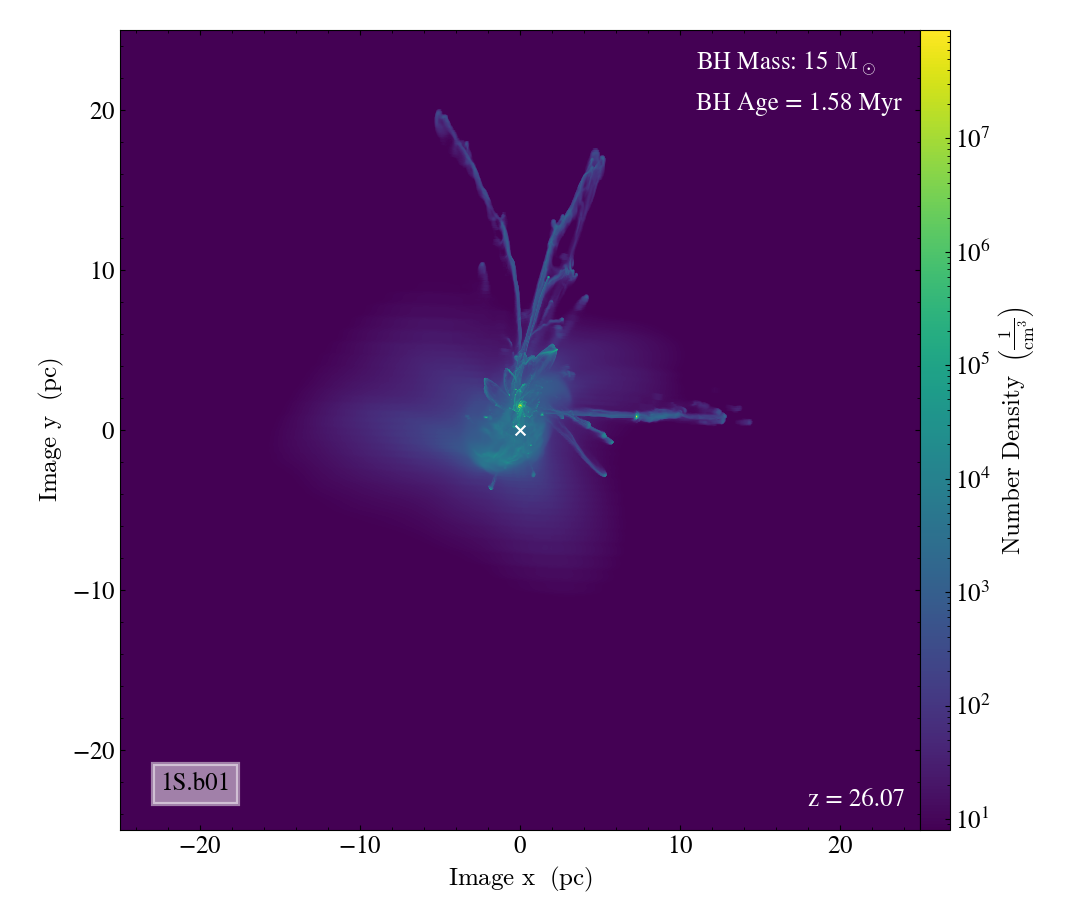 BH Mass: 15 M⊙
BH Age = 1.58 Myr
20
10
0
−10
−20
Image y (pc)
1S.b01
z = 26.07
−20 −10 0 10 20
Image x (pc)
10⁷
10⁶
10⁵
10⁴
10³
10²
10¹
Number Density (1/cm³)